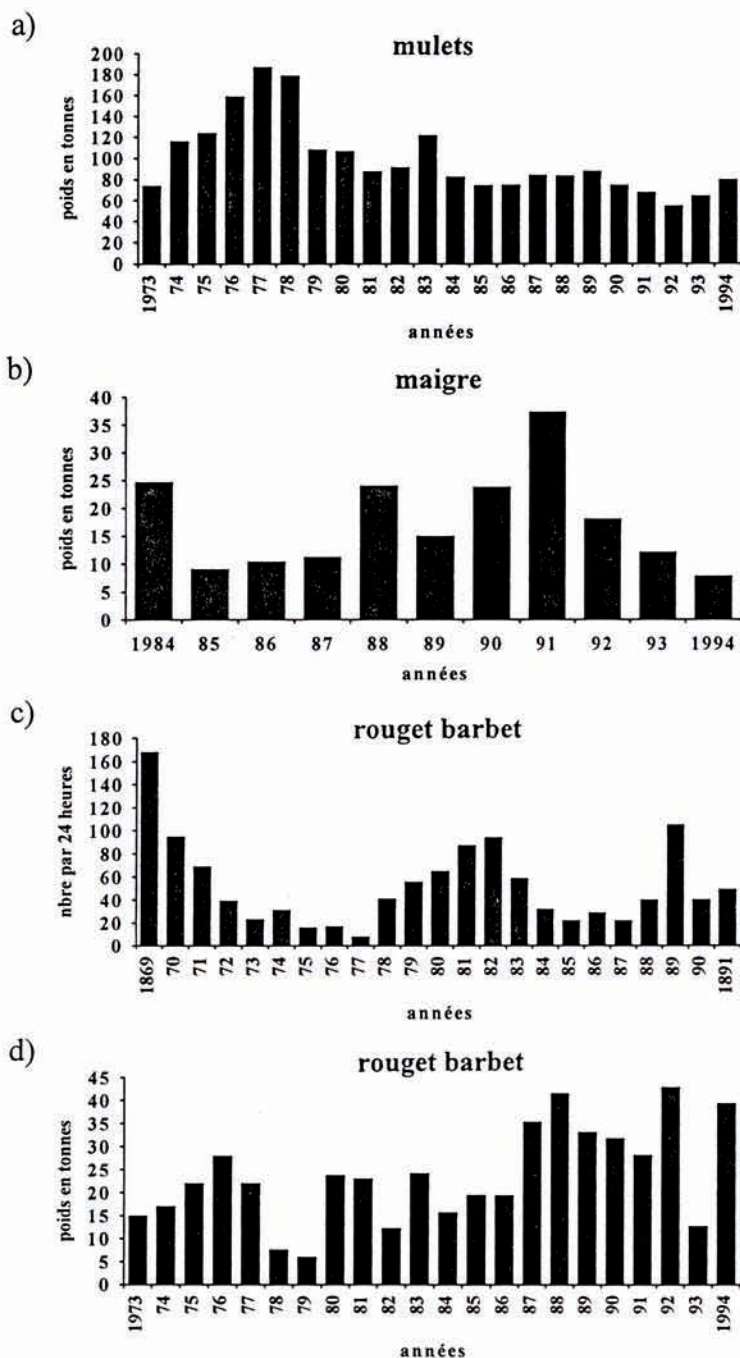 a)
mulets
poids en tonnes
200
180
160
140
120
100
80
60
40
20
0
1973 74 75 76 77 78 79 80 81 82 83 84 85 86 87 88 89 90 91 92 93 1994
années
b)
maigre
poids en tonnes
40
35
30
25
20
15
10
5
0
1984 85 86 87 88 89 90 91 92 93 1994
années
c)
rouget barbet
nbre par 24 heures
180
160
140
120
100
80
60
40
20
0
1869 70 71 72 73 74 75 76 77 78 79 80 81 82 83 84 85 86 87 88 89 90 1891
années
d)
rouget barbet
poids en tonnes
45
40
35
30
25
20
15
10
5
0
1973 74 75 76 77 78 79 80 81 82 83 84 85 86 87 88 89 90 91 92 93 1994
années